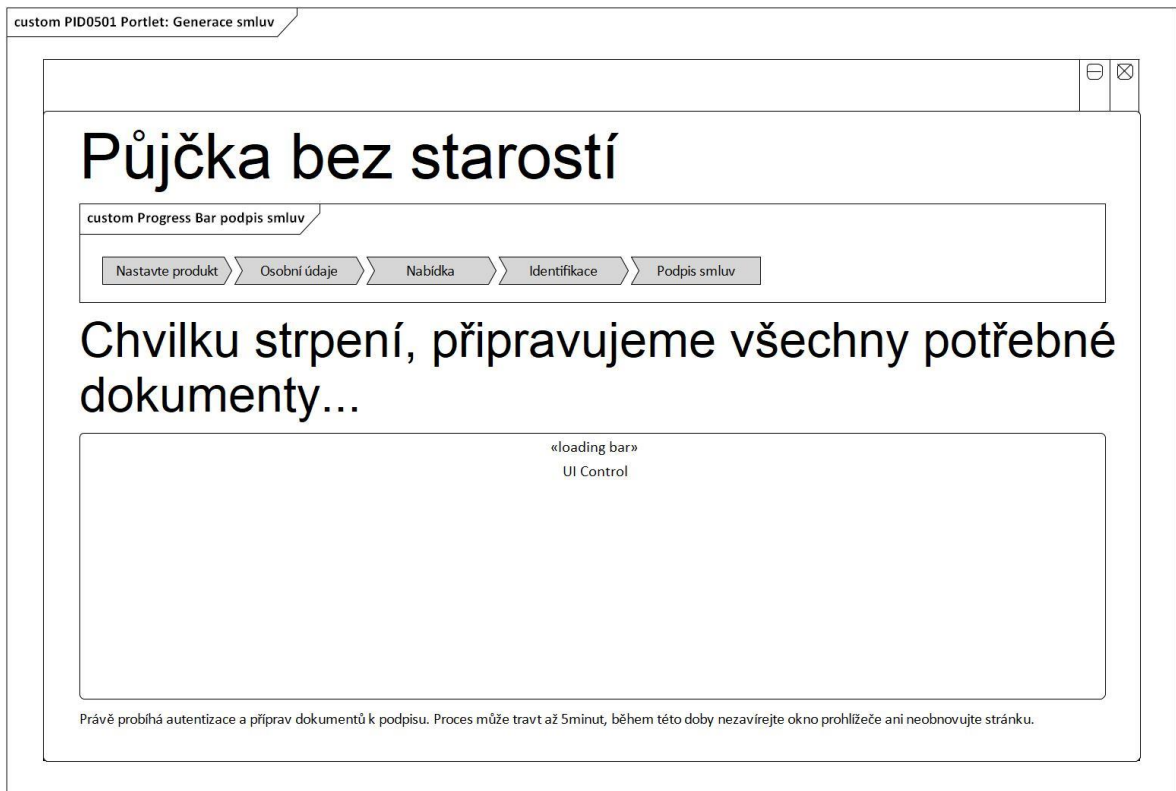 custom PID0501 Portlet: Generace smluv
Půjčka bez starostí
custom Progress Bar podpis smluv
Nastavte produkt
Osobní údaje
Nabídka
Identifikace
Podpis smluv
Chvilku strpení, připravujeme všechny potřebné
dokumenty...
«loading bar»
UI Control
Právě probíhá autentizace a příprav dokumentů k podpisu. Proces může travt až 5minut, během této doby nezavírejte okno prohlížeče ani neobnovujte stránku.